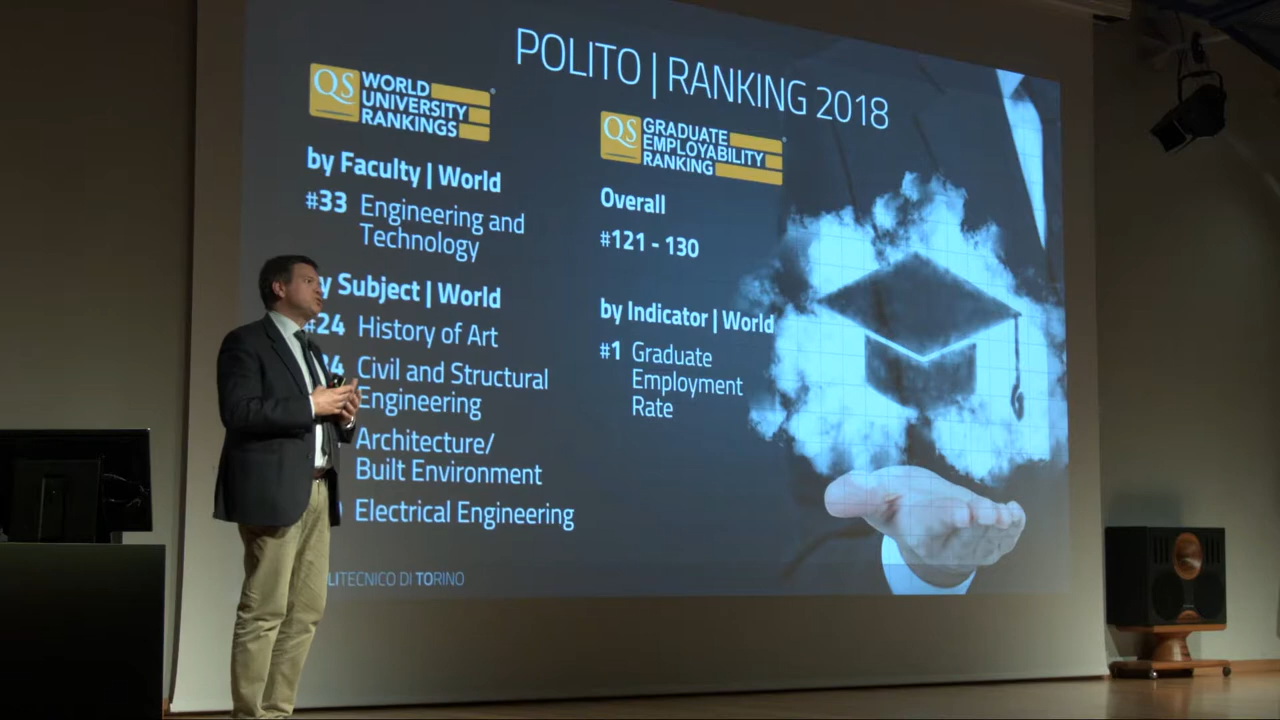 POLITO | RANKING 2018
QS WORLD
UNIVERSITY
RANKINGS
by Faculty | World
#33 Engineering and
Technology
Subject | World
#24 History of Art
Civil and Structural
Engineering
Architecture/
Built Environment
Electrical Engineering
QS GRADUATE
EMPLOYABILITY
RANKING
Overall
#121 - 130
by Indicator | World
#1 Graduate
Employment
Rate
LITECNICO DI TORINO